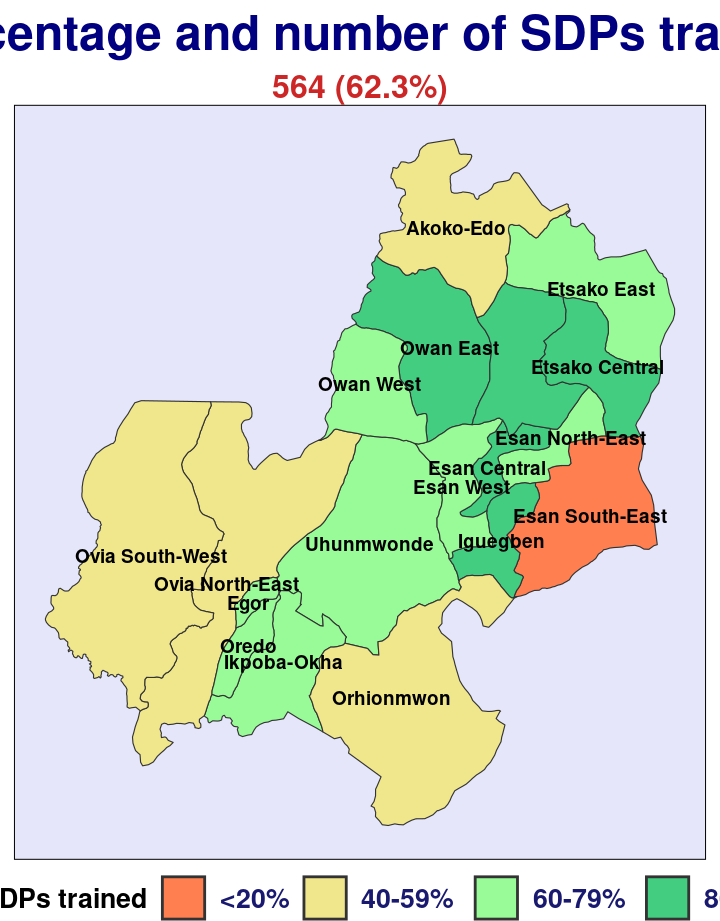 centage and number of SDPs tra
564 (62.3%)
Akoko-Edo
Etsako East
Owan East
Etsako Central
Owan West
Esan North-East
Esan Central
Esan West
Esan South-East
Iguegben
Uhunmwonde
Ovia South-West
Ovia North-East
Egor
Oredo
Ikpoba-Okha
Orhionmwon
DPs trained <20% 40-59% 60-79% 8